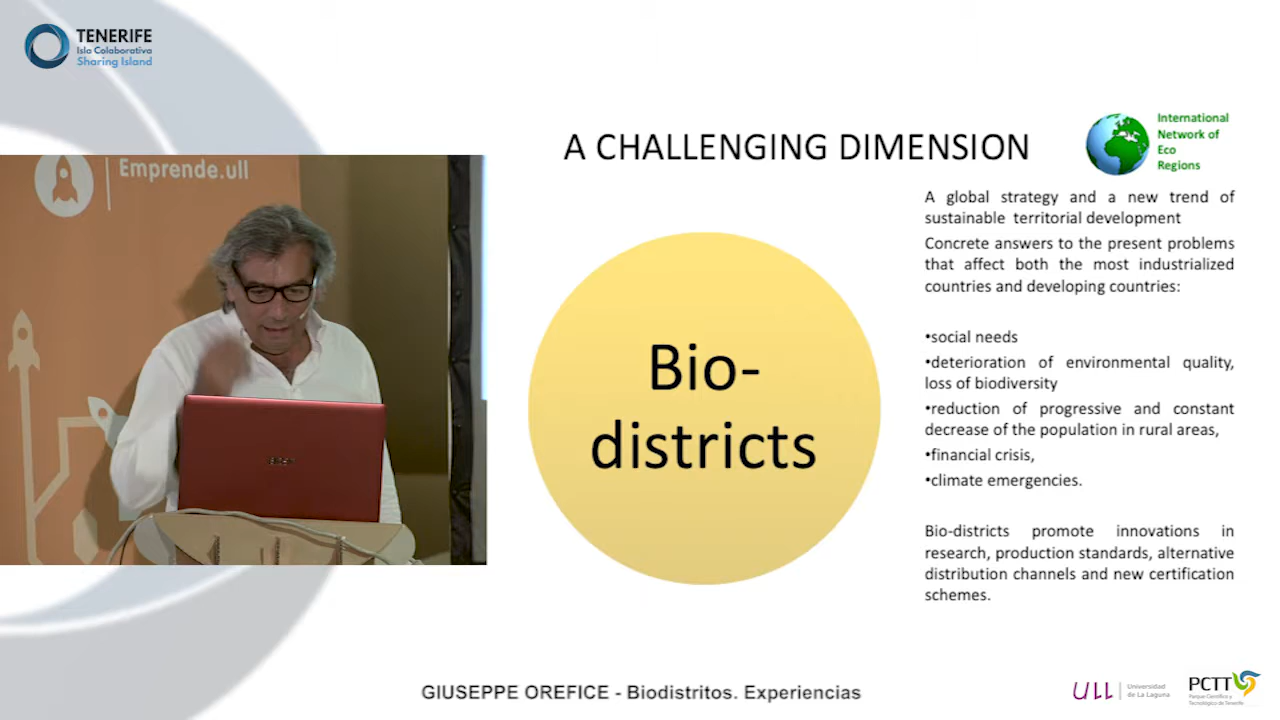 TENERIFE
Isla Colaborativa
Sharing Island
Emprende.ull
A CHALLENGING DIMENSION
International
Network of
Eco
Regions
Bio-
districts
A global strategy and a new trend of
sustainable territorial development
Concrete answers to the present problems
that affect both the most industrialized
countries and developing countries:
•social needs
•deterioration of environmental quality,
loss of biodiversity
•reduction of progressive and constant
decrease of the population in rural areas,
•financial crisis,
•climate emergencies.
Bio-districts promote innovations in
research, production standards, alternative
distribution channels and new certification
schemes.
GIUSEPPE OREFICE - Biodistritos. Experiencias
ULL
Universidad
de La Laguna
PCTT
Parque Científico y
Tecnológico de Tenerife